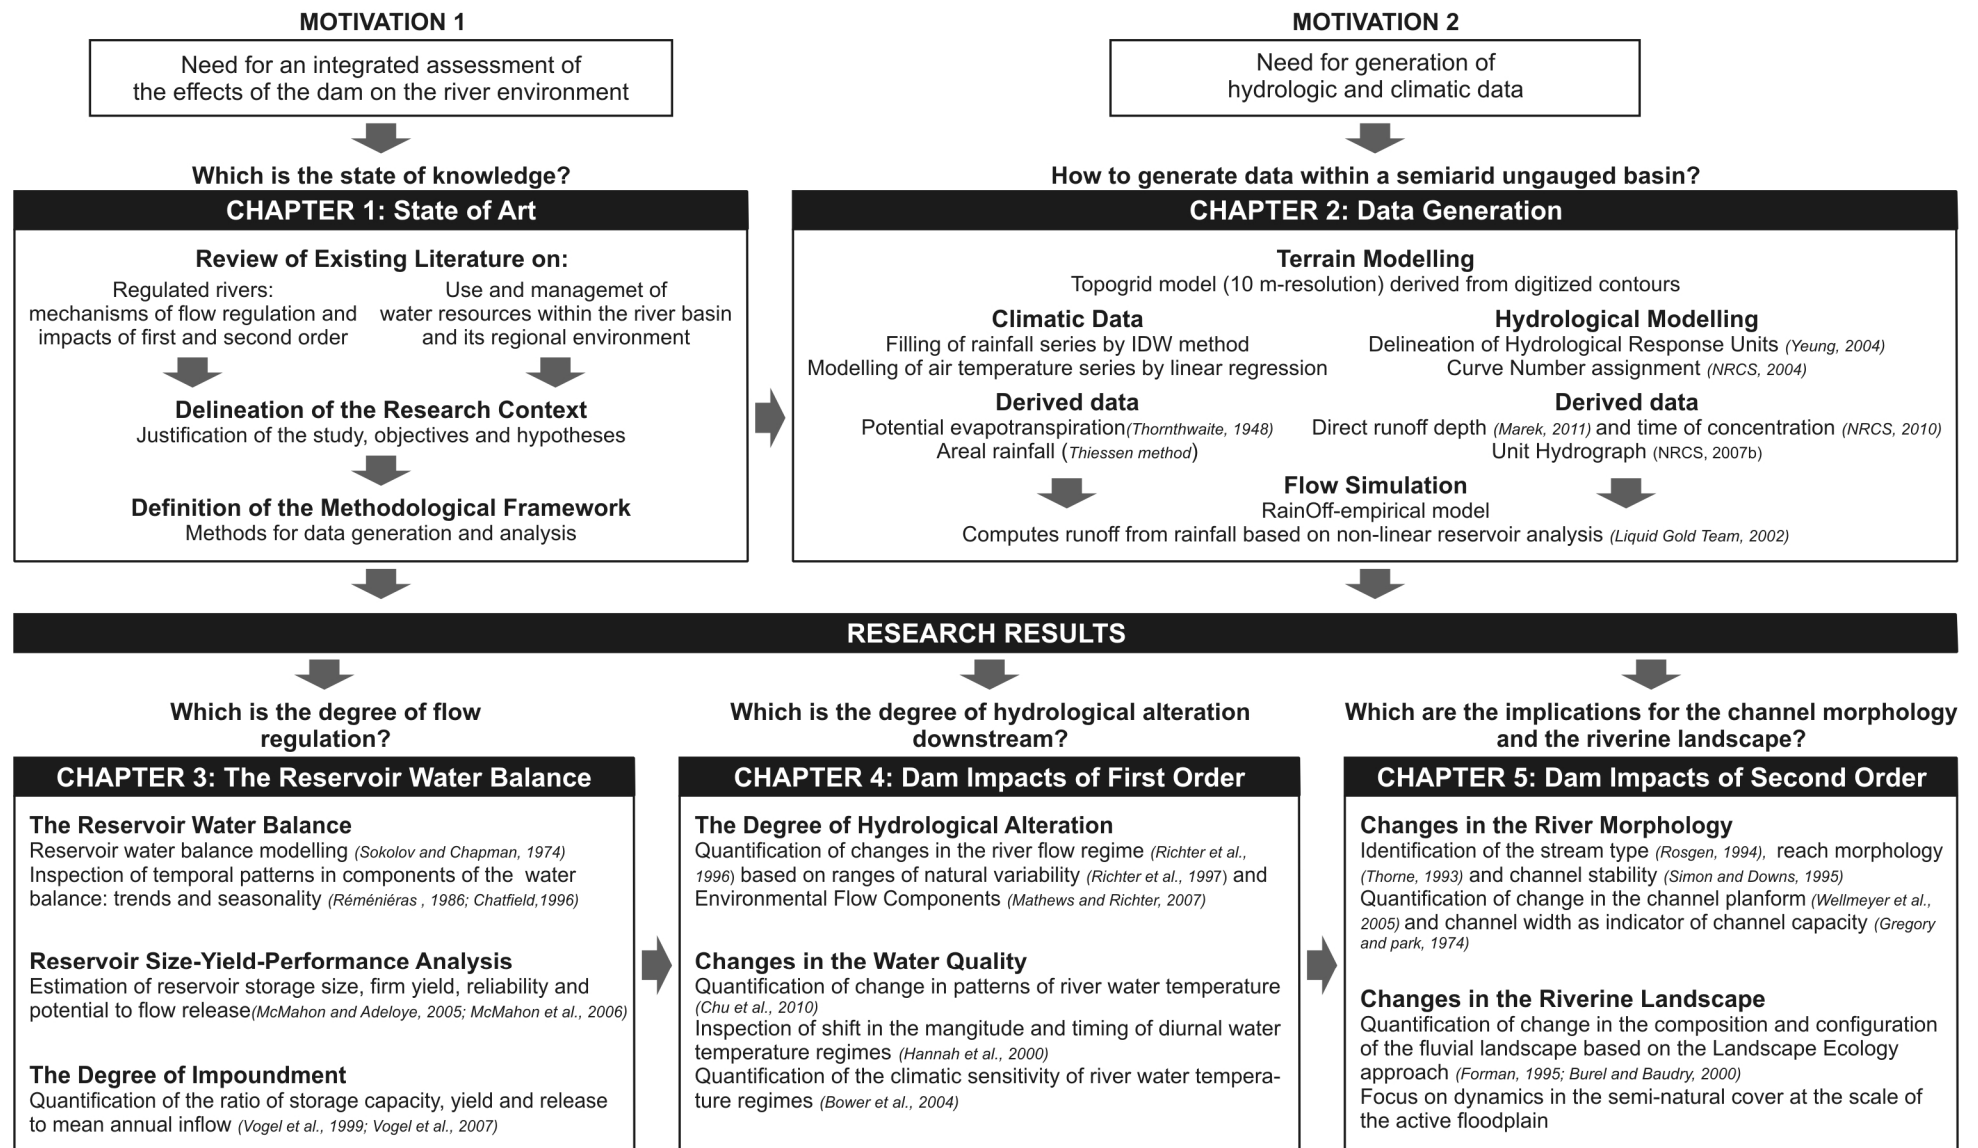 MOTIVATION 1
Need for an integrated assessment of
the effects of the dam on the river environment
Which is the state of knowledge?
CHAPTER 1: State of Art
Review of Existing Literature on:
Regulated rivers:
mechanisms of flow regulation and
impacts of first and second order
Use and managemet of
water resources within the river basin
and its regional environment
Delineation of the Research Context
Justification of the study, objectives and hypotheses
Definition of the Methodological Framework
Methods for data generation and analysis
MOTIVATION 2
Need for generation of
hydrologic and climatic data
How to generate data within a semiarid ungauged basin?
CHAPTER 2: Data Generation
Terrain Modelling
Topogrid model (10 m-resolution) derived from digitized contours
Climatic Data
Filling of rainfall series by IDW method
Modelling of air temperature series by linear regression
Derived data
Potential evapotranspiration(Thornthwaite, 1948)
Areal rainfall (Thiessen method)
Hydrological Modelling
Delineation of Hydrological Response Units (Yeung, 2004)
Curve Number assignment (NRCS, 2004)
Derived data
Direct runoff depth (Marek, 2011) and time of concentration (NRCS, 2010)
Unit Hydrograph (NRCS, 2007b)
Flow Simulation
RainOff-empirical model
Computes runoff from rainfall based on non-linear reservoir analysis (Liquid Gold Team, 2002)
RESEARCH RESULTS
Which is the degree of flow
regulation?
CHAPTER 3: The Reservoir Water Balance
The Reservoir Water Balance
Reservoir water balance modelling (Sokolov and Chapman, 1974)
Inspection of temporal patterns in components of the water
balance: trends and seasonality (Réméniéras , 1986; Chatfield,1996)
Reservoir Size-Yield-Performance Analysis
Estimation of reservoir storage size, firm yield, reliability and
potential to flow release(McMahon and Adeloye, 2005; McMahon et al., 2006)
The Degree of Impoundment
Quantification of the ratio of storage capacity, yield and release
to mean annual inflow (Vogel et al., 1999; Vogel et al., 2007)
Which is the degree of hydrological alteration
downstream?
CHAPTER 4: Dam Impacts of First Order
The Degree of Hydrological Alteration
Quantification of changes in the river flow regime (Richter et al.,
1996) based on ranges of natural variability (Richter et al., 1997) and
Environmental Flow Components (Mathews and Richter, 2007)
Changes in the Water Quality
Quantification of change in patterns of river water temperature
(Chu et al., 2010)
Inspection of shift in the mangitude and timing of diurnal water
temperature regimes (Hannah et al., 2000)
Quantification of the climatic sensitivity of river water tempera-
ture regimes (Bower et al., 2004)
Which are the implications for the channel morphology
and the riverine landscape?
CHAPTER 5: Dam Impacts of Second Order
Changes in the River Morphology
Identification of the stream type (Rosgen, 1994), reach morphology
(Thorne, 1993) and channel stability (Simon and Downs, 1995)
Quantification of change in the channel planform (Wellmeyer et al.,
2005) and channel width as indicator of channel capacity (Gregory
and park, 1974)
Changes in the Riverine Landscape
Quantification of change in the composition and configuration
of the fluvial landscape based on the Landscape Ecology
approach (Forman, 1995; Burel and Baudry, 2000)
Focus on dynamics in the semi-natural cover at the scale of
the active floodplain